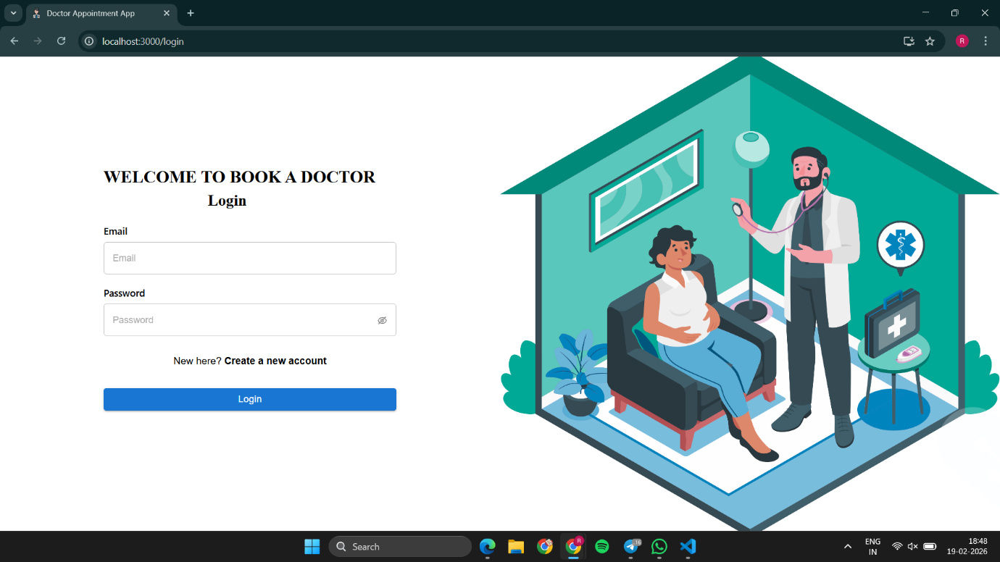 Doctor Appointment App
localhost:3000/login
R
WELCOME TO BOOK A DOCTOR
Login
Email
Email
Password
Password
New here? Create a new account
Login
Search
R
16
ENG
IN
18:48
19-02-2026